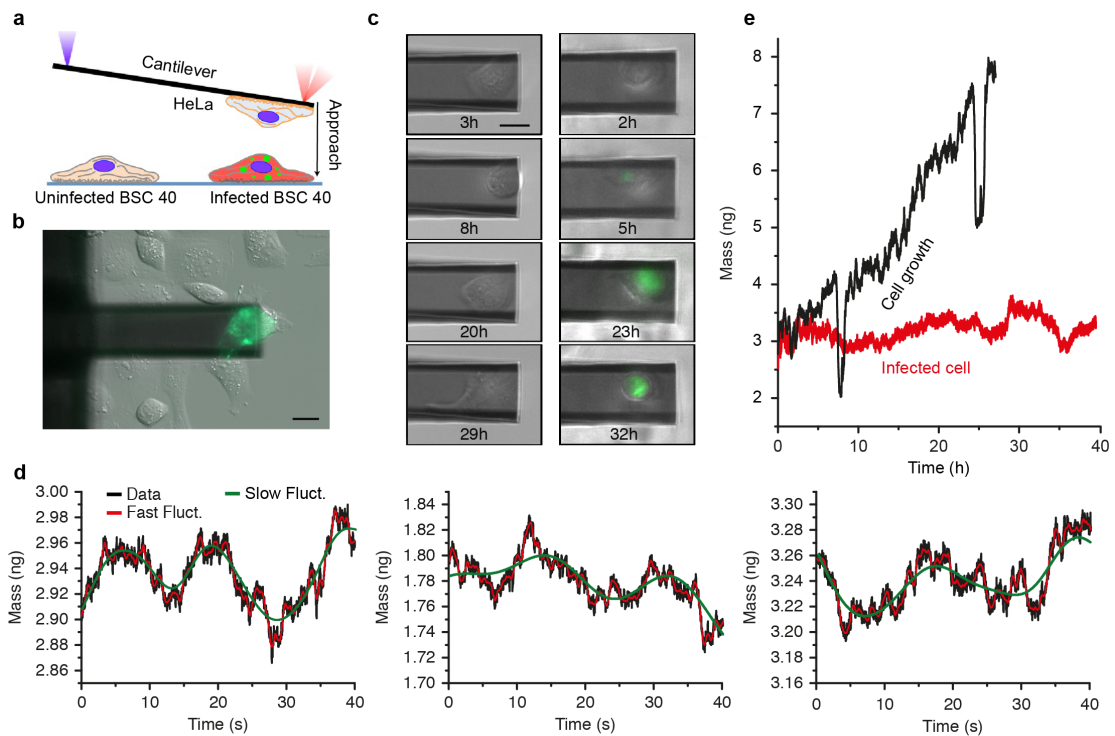 a
Cantilever
HeLa
Approach
Uninfected BSC 40
Infected BSC 40
b
c
3h
2h
8h
5h
20h
23h
29h
32h
e
Mass (ng)
8
7
6
5
4
3
2
Cell growth
Infected cell
0
10
20
30
40
Time (h)
d
Data
Fast Fluct.
Slow Fluct.
Mass (ng)
3.00
2.98
2.96
2.94
2.92
2.90
2.88
2.86
0
10
20
30
40
Time (s)
Mass (ng)
1.84
1.82
1.80
1.78
1.76
1.74
1.72
1.70
0
10
20
30
40
Time (s)
Mass (ng)
3.30
3.28
3.26
3.24
3.22
3.20
3.18
3.16
0
10
20
30
40
Time (s)